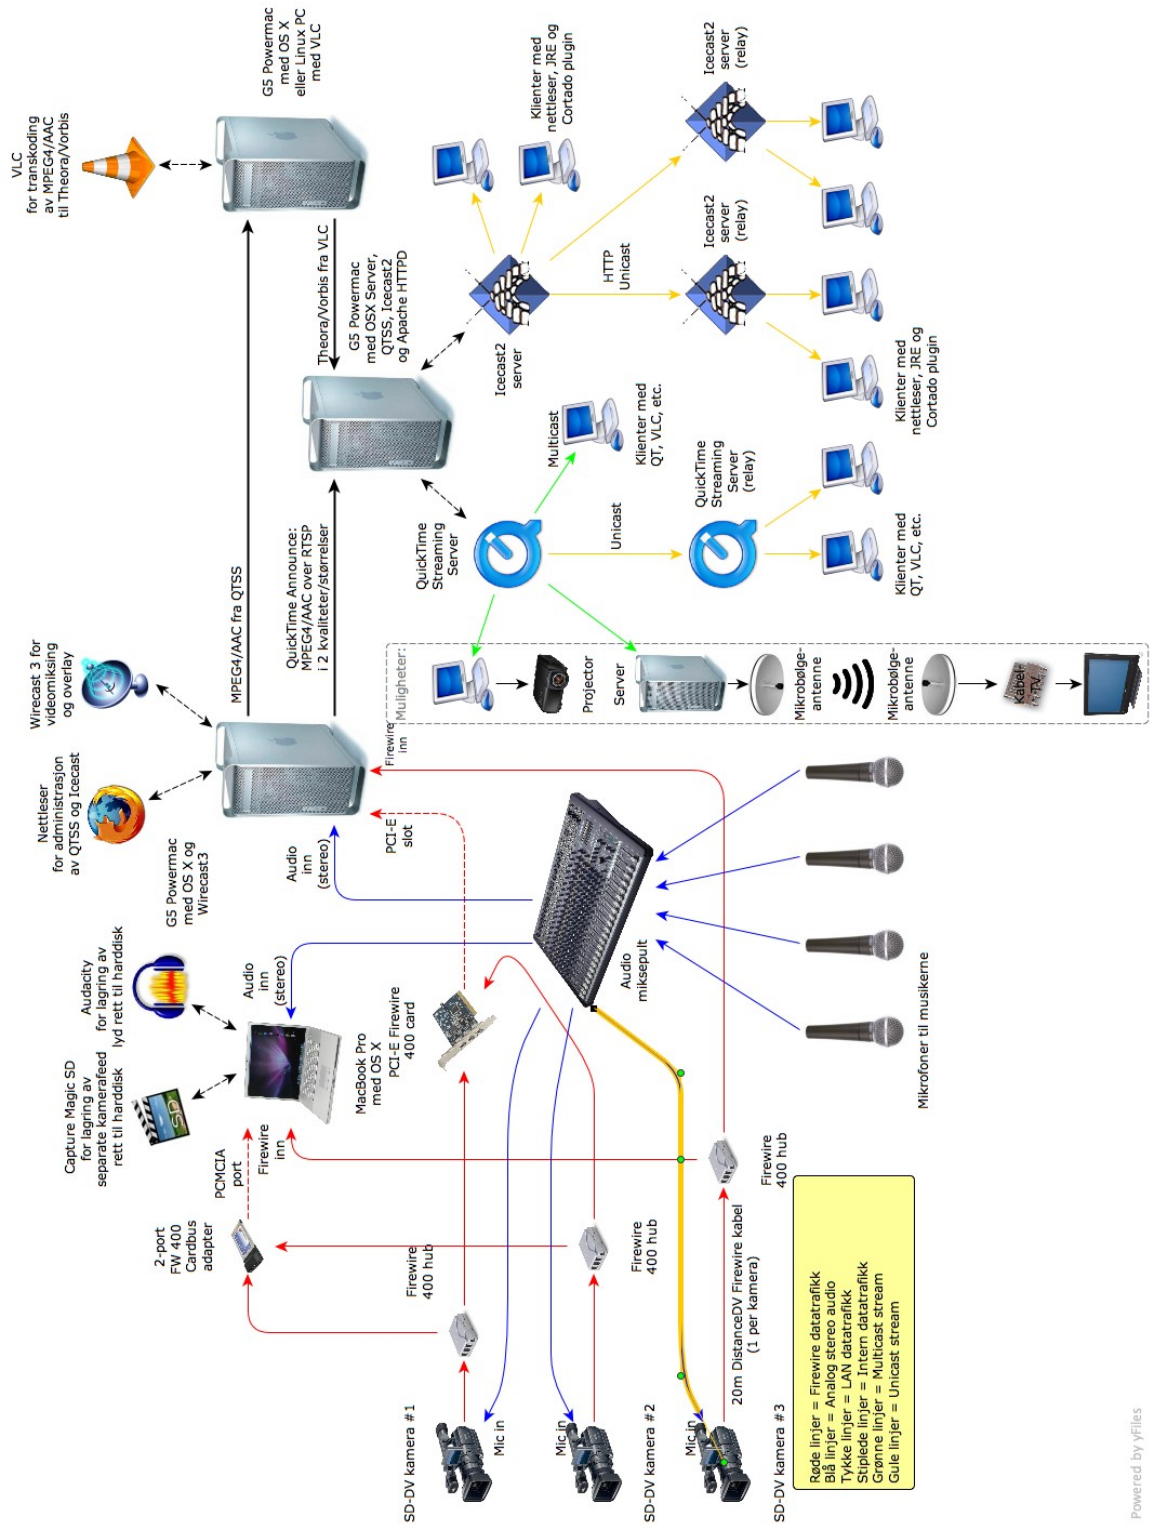 VLC
for transkoding
av MPEG4/AAC
til Theora/Vorbis
G5 Powermac
med OS X
eller Linux PC
med VLC
MPEG4/AAC fra QTSS
Theora/Vorbis fra VLC
G5 Powermac
med OSX Server,
QTSS, Icecast2
og Apache HTTPD
Wirecast 3 for
videomiksing
og overlay
Nettleser
for administrasjon
av QTSS og Icecast
QuickTime Announce:
MPEG4/AAC over RTSP
i 2 kvaliteter/størrelser
G5 Powermac
med OS X og
Wirecast3
Klienter med
nettleser, JRE og
Cortado plugin
Icecast2
server
HTTP
Unicast
Icecast2
server
(relay)
Icecast2
server
(relay)
Klienter med
nettleser, JRE og
Cortado plugin
QuickTime
Streaming
Server
Multicast
Klienter med
QT, VLC, etc.
Unicast
QuickTime
Streaming
Server
(relay)
Klienter med
QT, VLC, etc.
Muligheter:
Projector
Server
Mikrobølge-
antenne
Mikrobølge-
antenne
Kabel
TV
Firewire
inn
PCI-E
slot
Audio
inn
(stereo)
Audio
inn
(stereo)
Audacity
for lagring av
lyd rett til harddisk
Capture Magic SD
for lagring av
separate kamerafeed
rett til harddisk
SD
MacBook Pro
med OS X
PCI-E Firewire
400 card
Audio
miksepult
Mikrofoner til musikerne
PCMCIA
port
Firewire
inn
2-port
FW 400
Cardbus
adapter
Firewire
400 hub
Firewire
400 hub
Firewire
400 hub
20m DistanceDV Firewire kabel
(1 per kamera)
SD-DV kamera #1
Mic in
SD-DV kamera #2
Mic in
SD-DV kamera #3
Mic in
Røde linjer = Firewire datatrafikk
Blå linjer = Analog stereo audio
Tykke linjer = LAN datatrafikk
Stiplede linjer = Intern datatrafikk
Grønne linjer = Multicast stream
Gule linjer = Unicast stream
Powered by yFiles